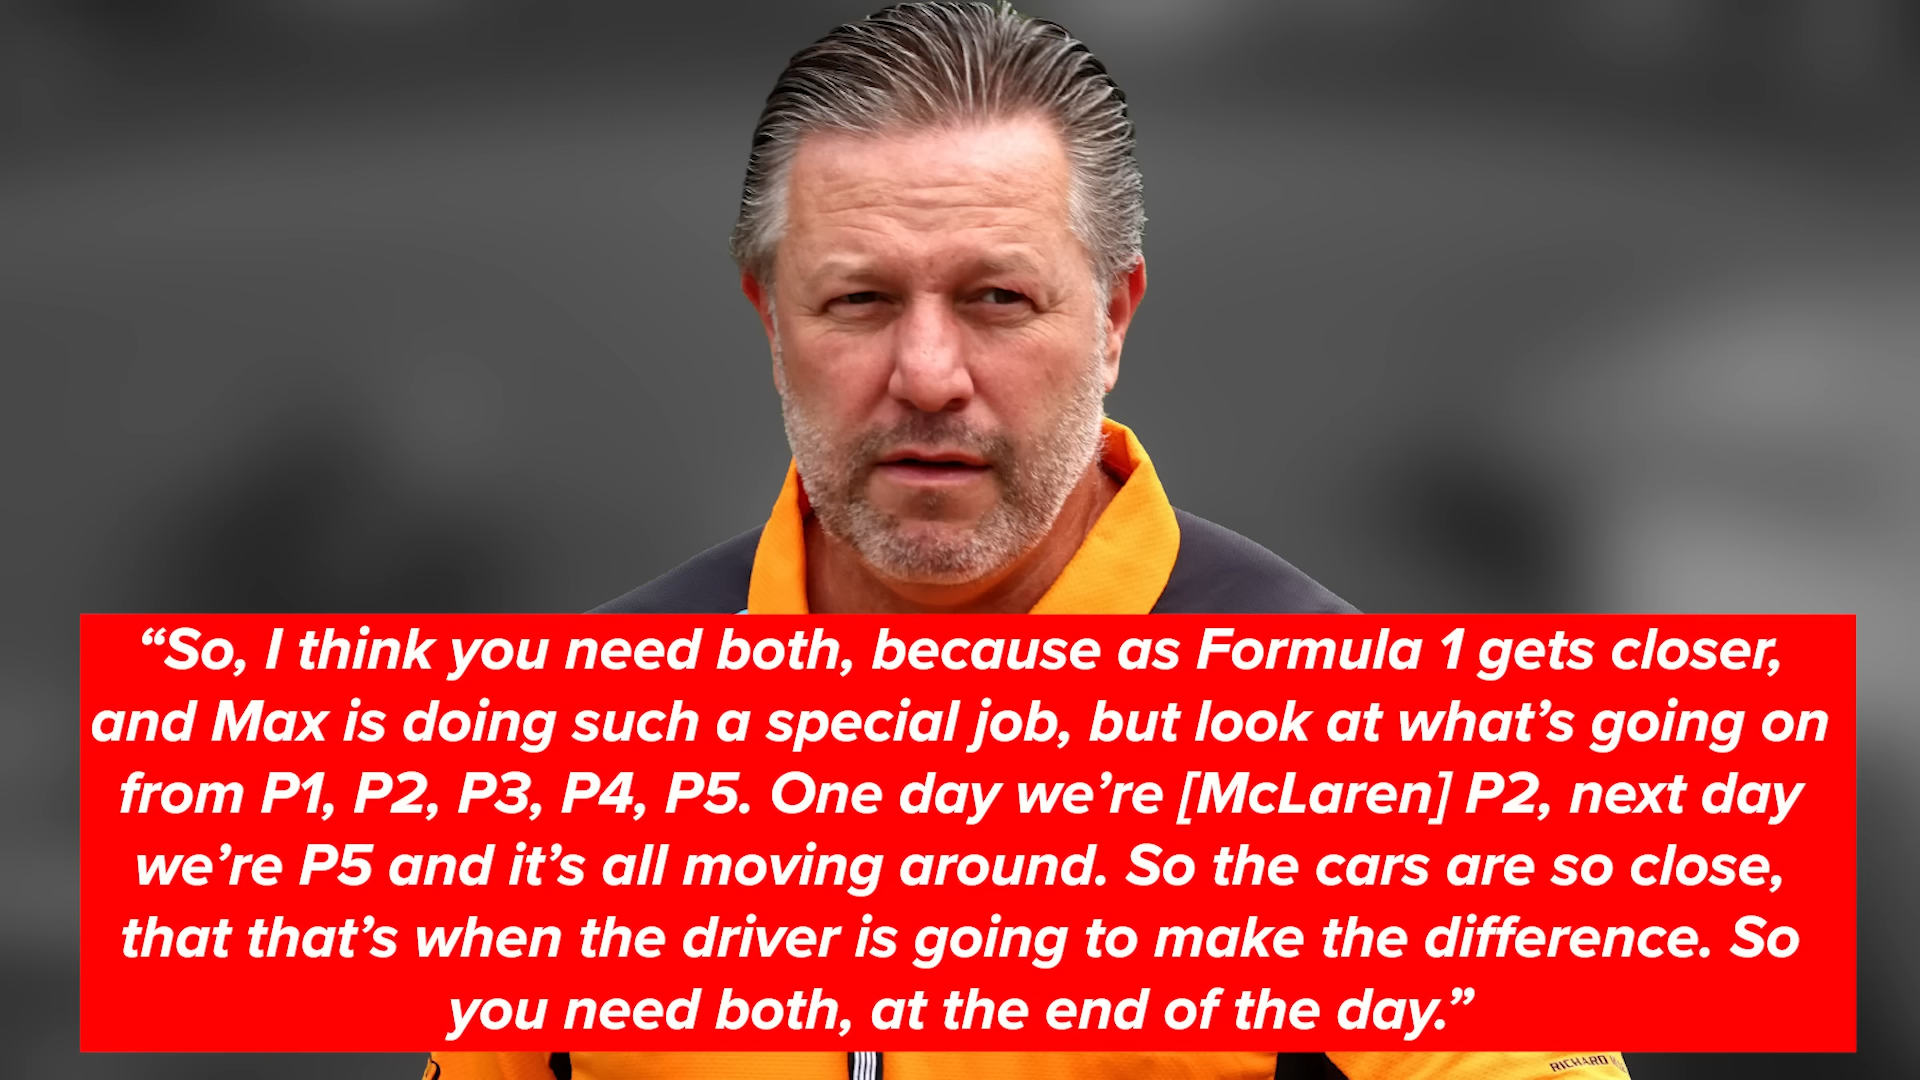 “So, I think you need both, because as Formula 1 gets closer,
and Max is doing such a special job, but look at what’s going on
from P1, P2, P3, P4, P5. One day we’re [McLaren] P2, next day
we’re P5 and it’s all moving around. So the cars are so close,
that that’s when the driver is going to make the difference. So
you need both, at the end of the day.”
RICHARD